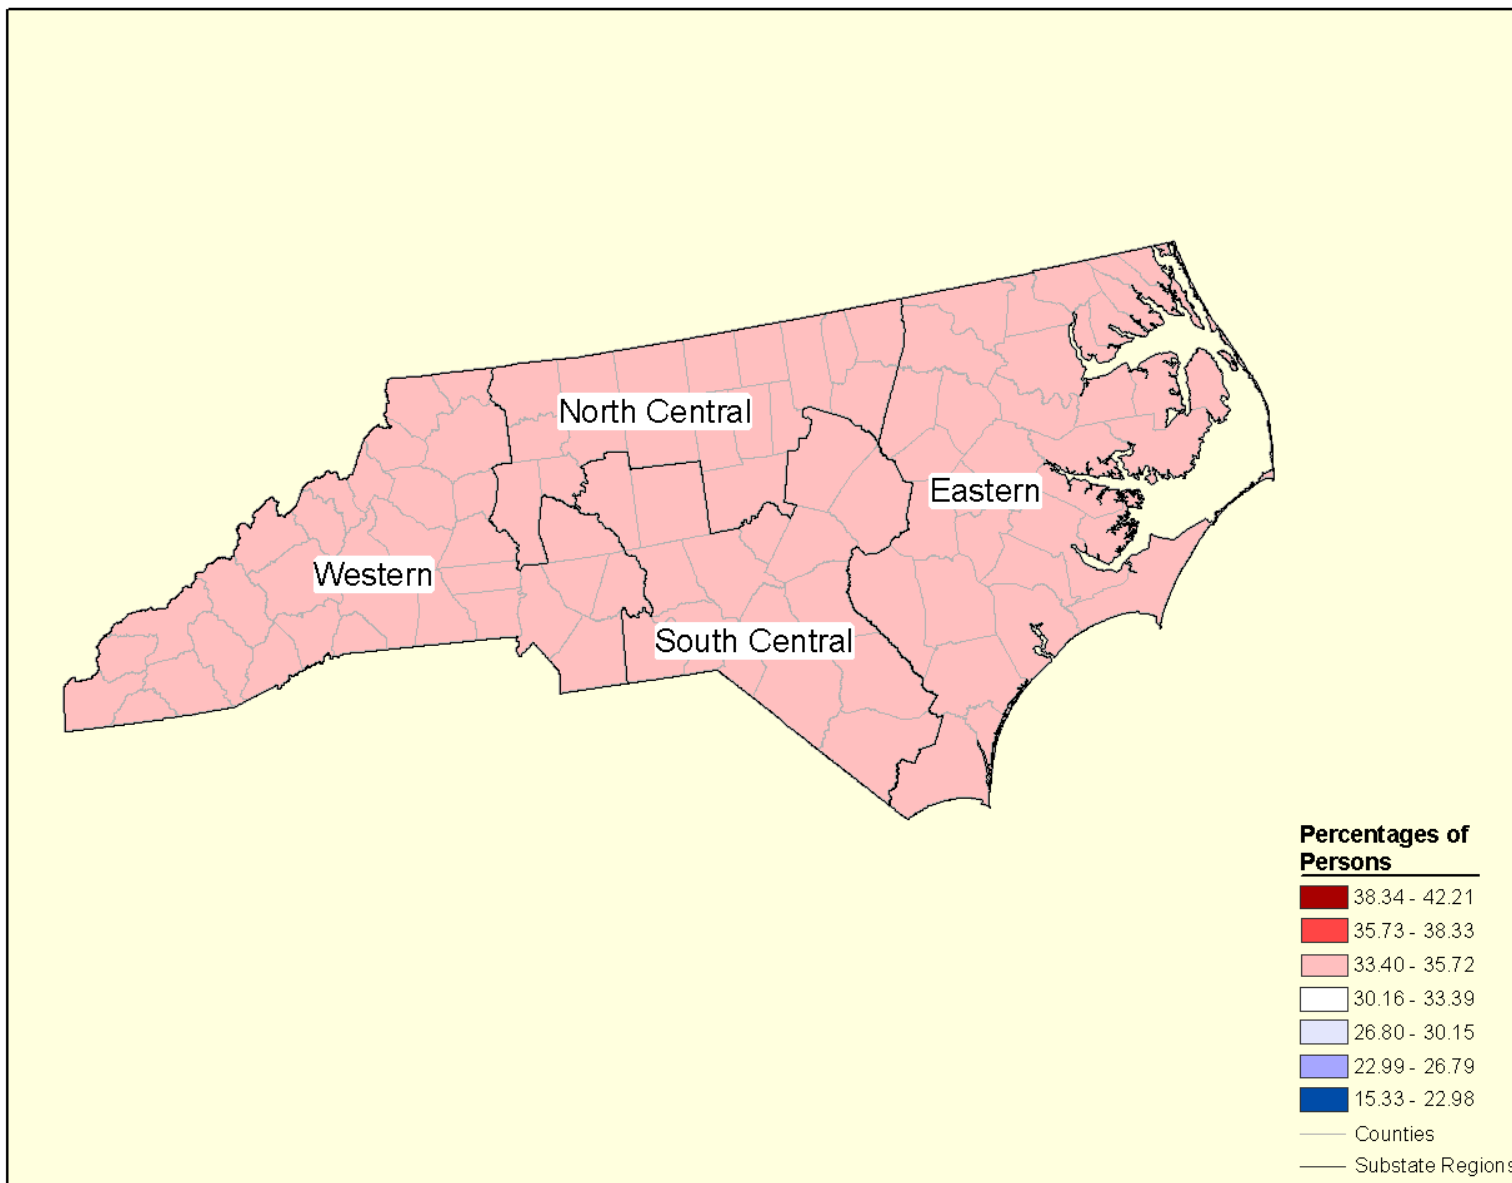 North Central
Eastern
Western
South Central
Percentages of
Persons
38.34 - 42.21
35.73 - 38.33
33.40 - 35.72
30.16 - 33.39
26.80 - 30.15
22.99 - 26.79
15.33 - 22.98
Counties
Substate Regions